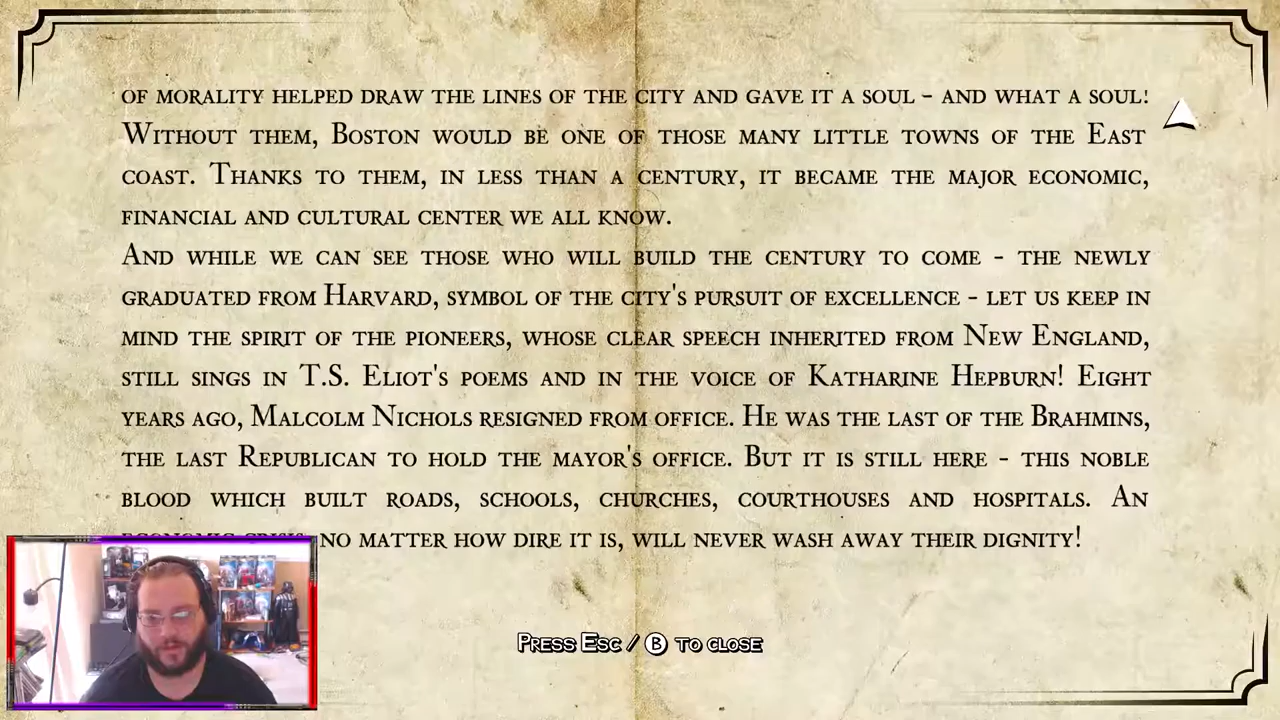 OF MORALITY HELPED DRAW THE LINES OF THE CITY AND GAVE IT A SOUL - AND WHAT A SOUL!
WITHOUT THEM, BOSTON WOULD BE ONE OF THOSE MANY LITTLE TOWNS OF THE EAST
COAST. THANKS TO THEM, IN LESS THAN A CENTURY, IT BECAME THE MAJOR ECONOMIC,
FINANCIAL AND CULTURAL CENTER WE ALL KNOW.
AND WHILE WE CAN SEE THOSE WHO WILL BUILD THE CENTURY TO COME - THE NEWLY
GRADUATED FROM HARVARD, SYMBOL OF THE CITY'S PURSUIT OF EXCELLENCE - LET US KEEP IN
MIND THE SPIRIT OF THE PIONEERS, WHOSE CLEAR SPEECH INHERITED FROM NEW ENGLAND,
STILL SINGS IN T.S. ELIOT'S POEMS AND IN THE VOICE OF KATHARINE HEPBURN! EIGHT
YEARS AGO, MALCOLM NICHOLS RESIGNED FROM OFFICE. HE WAS THE LAST OF THE BRAHMINS,
THE LAST REPUBLICAN TO HOLD THE MAYOR'S OFFICE. BUT IT IS STILL HERE - THIS NOBLE
BLOOD WHICH BUILT ROADS, SCHOOLS, CHURCHES, COURTHOUSES AND HOSPITALS. AN
NO MATTER HOW DIRE IT IS, WILL NEVER WASH AWAY THEIR DIGNITY!
PRESS ESC / B TO CLOSE